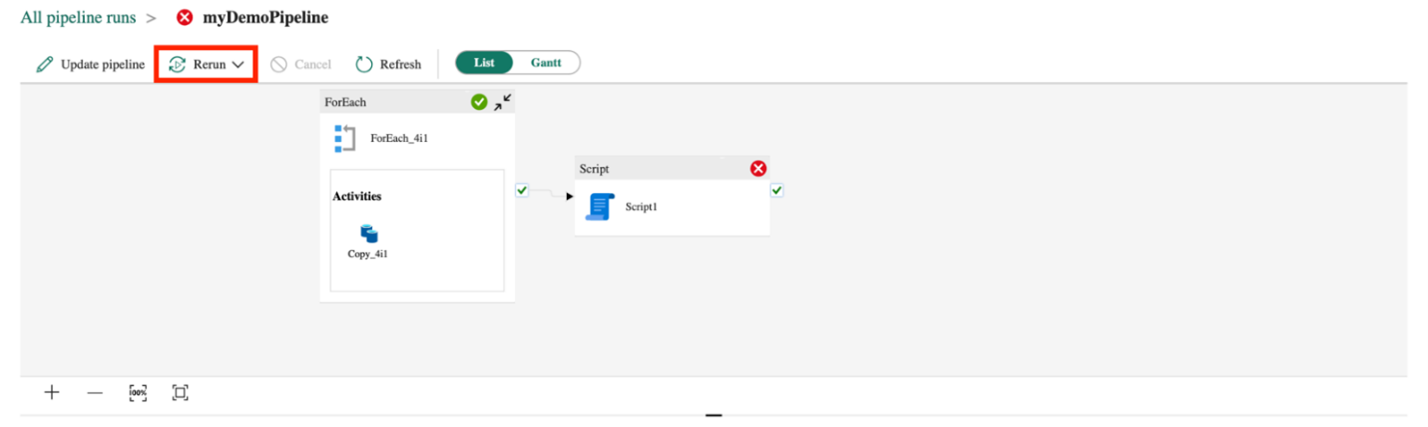 All pipeline runs > myDemoPipeline
Update pipeline Rerun Cancel Refresh List Gantt
ForEach
ForEach_4i1
Activities
Copy_4i1
Script
Script1
100%